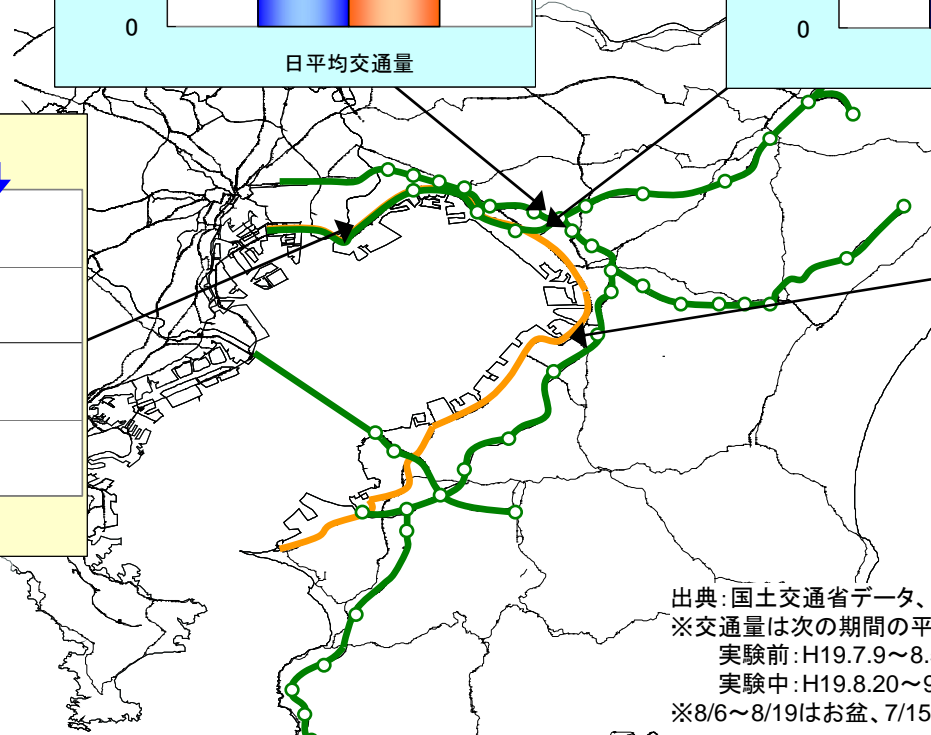 0
日平均交通量
0
出典：国土交通省データ、
※交通量は次の期間の平
実験前：H19.7.9～8.
実験中：H19.8.20～9
※8/6～8/19はお盆、7/15